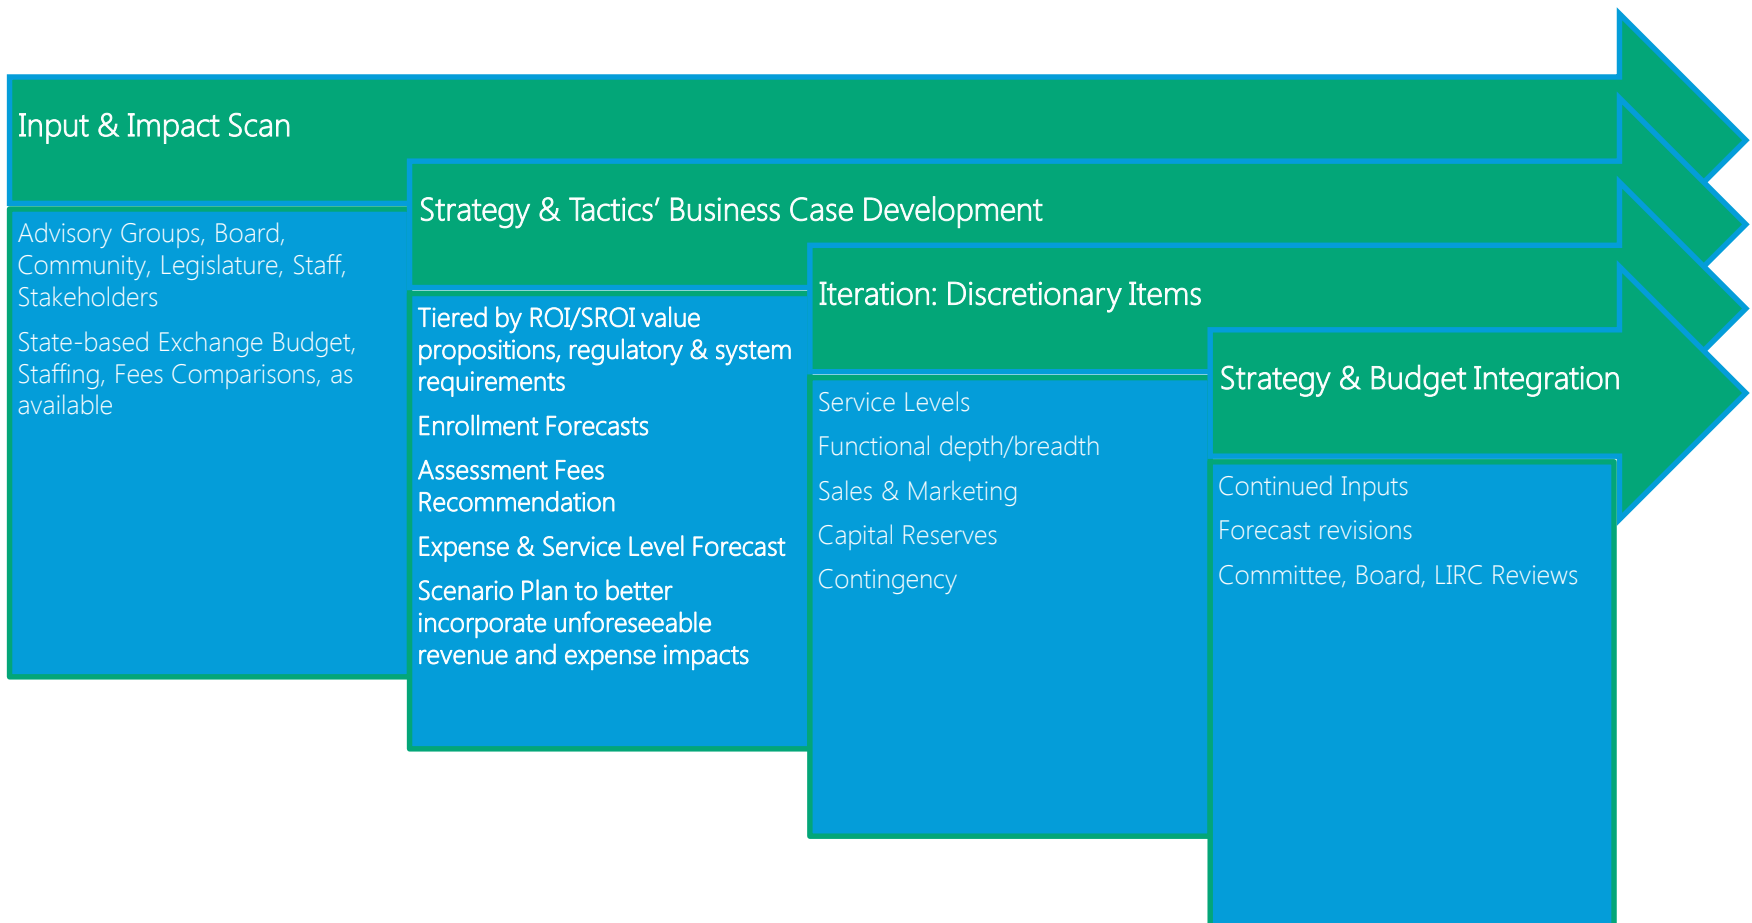 Input & Impact Scan
Advisory Groups, Board,
Community, Legislature, Staff,
Stakeholders
State-based Exchange Budget,
Staffing, Fees Comparisons, as
available
Strategy & Tactics’ Business Case Development
Tiered by ROI/SROI value
propositions, regulatory & system
requirements
Enrollment Forecasts
Assessment Fees
Recommendation
Expense & Service Level Forecast
Scenario Plan to better
incorporate unforeseeable
revenue and expense impacts
Iteration: Discretionary Items
Service Levels
Functional depth/breadth
Sales & Marketing
Capital Reserves
Contingency
Strategy & Budget Integration
Continued Inputs
Forecast revisions
Committee, Board, LIRC Reviews